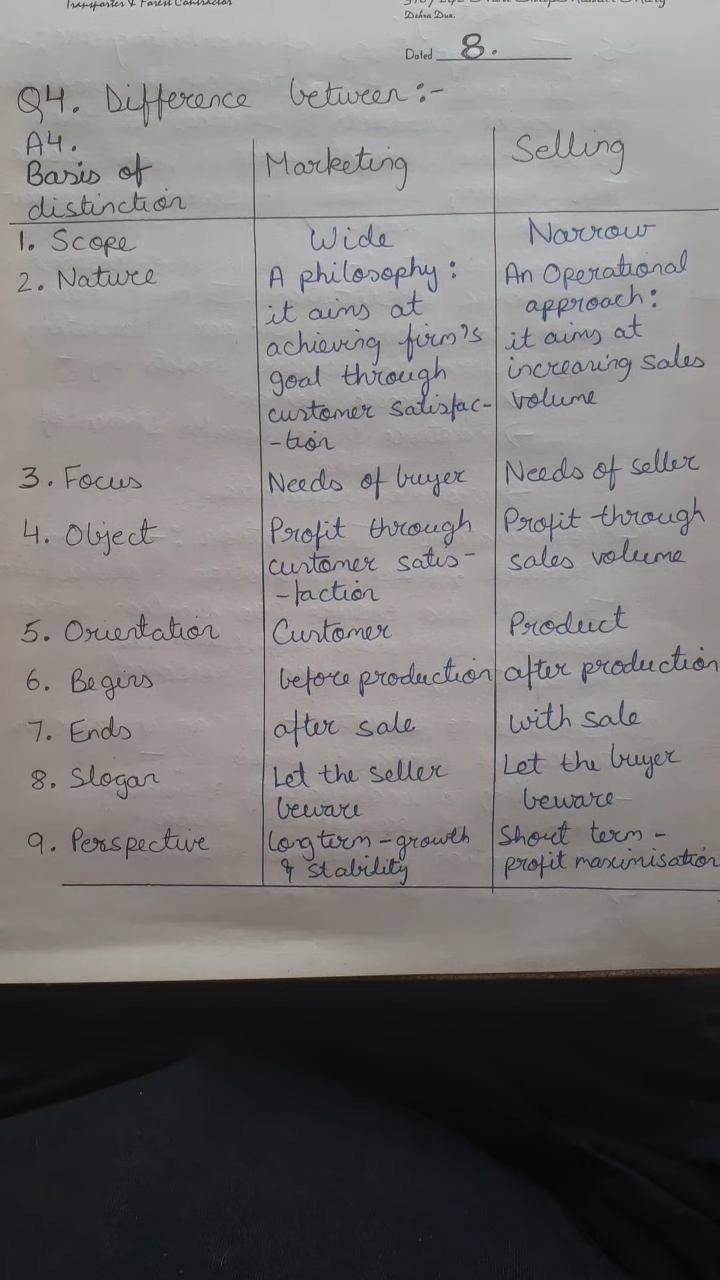 Transporter & Forest Contractor
Dehra Dun.
Dated 8.
Q4. Difference between:-
A4.
Basis of distinction | Marketing | Selling
1. Scope | Wide | Narrow
2. Nature | A philosophy: | An Operational
it aims at | approach:
achieving firm's | it aims at
goal through | increasing sales
customer satisfac- | volume
-tion
3. Focus | Needs of buyer | Needs of seller
4. Object | Profit through | Profit through
customer satis- | sales volume
-faction
5. Orientation | Customer | Product
6. Begins | before production | after production
7. Ends | after sale | with sale
8. Slogan | Let the seller | Let the buyer
beware | beware
9. Perspective | long term - growth | Short term -
& stability | profit maximisation